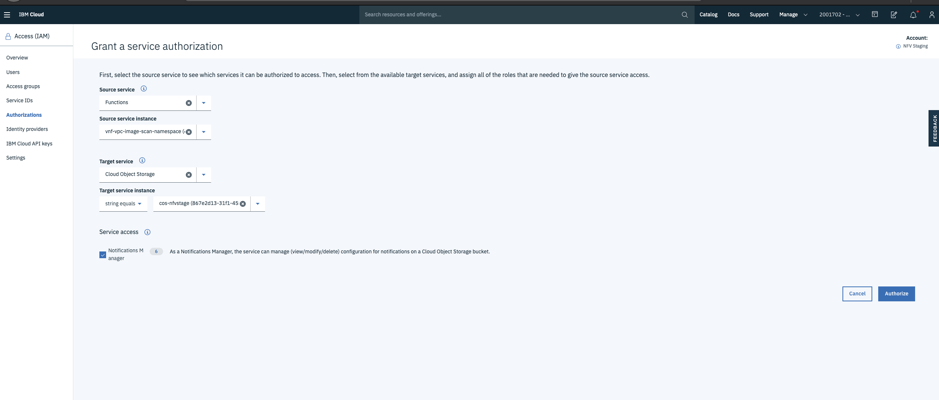 IBM Cloud
Search resources and offerings...
Catalog Docs Support Manage 2001702 - ...
Access (IAM)
Overview
Users
Access groups
Service IDs
Authorizations
Identity providers
IBM Cloud API keys
Settings
Grant a service authorization
Account:
NFV Staging
First, select the source service to see which services it can be authorized to access. Then, select from the available target services, and assign all of the roles that are needed to give the source service access.
Source service
Functions
Source service instance
vnf-vpc-image-scan-namespace (
Target service
Cloud Object Storage
Target service instance
string equals
cos-nfvstage (867e2d13-31f1-45
Service access
Notifications M
anager
6
As a Notifications Manager, the service can manage (view/modify/delete) configuration for notifications on a Cloud Object Storage bucket.
Cancel
Authorize
FEEDBACK